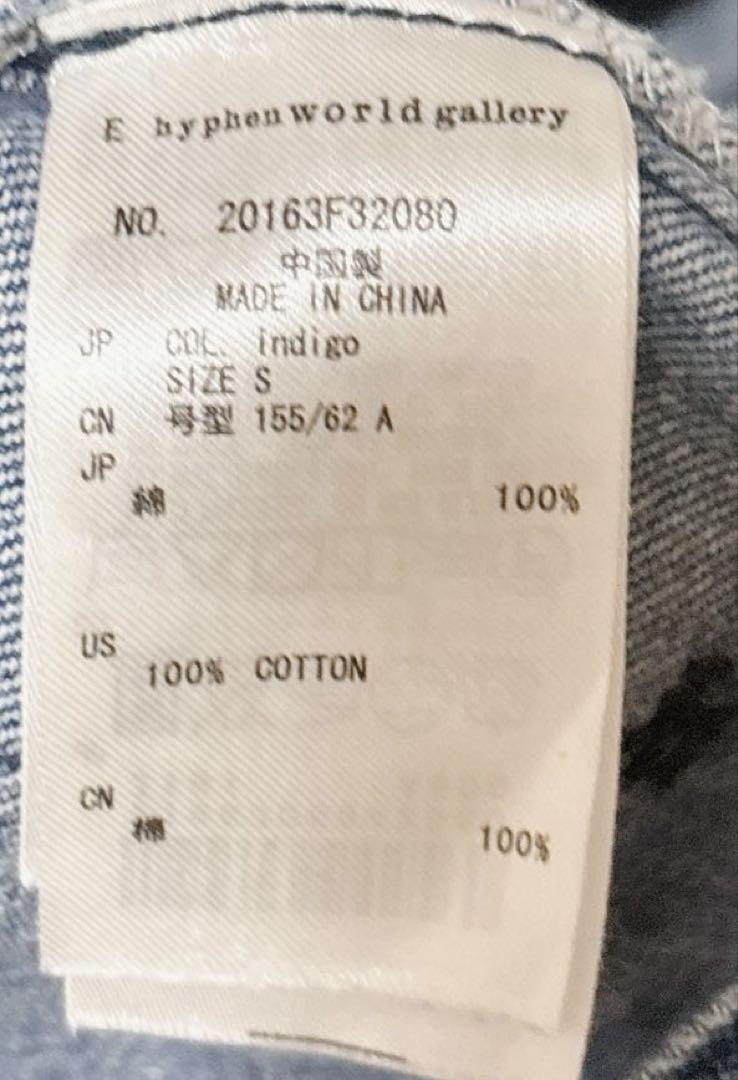 E hyphen world gallery
NO. 20163F32080
中国製
MADE IN CHINA
JP COL. indigo
SIZE S
CN 号型 155/62 A
JP
綿 100%
US
100% COTTON
CN
棉 100%